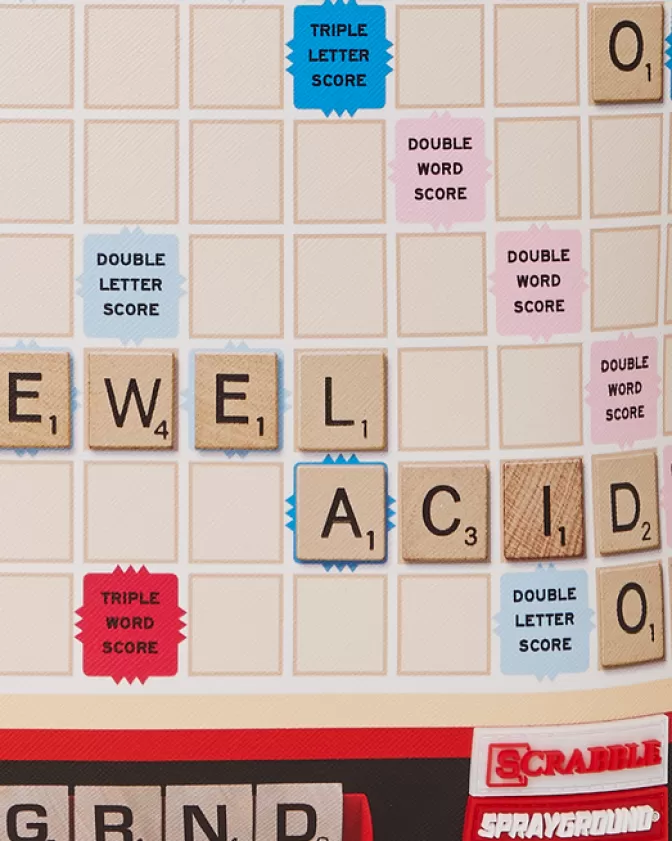 TRIPLE
LETTER
SCORE
O1
DOUBLE
WORD
SCORE
DOUBLE
LETTER
SCORE
DOUBLE
WORD
SCORE
E1 W4 E1 L1
DOUBLE
WORD
SCORE
A1 C3 I1 D2
TRIPLE
WORD
SCORE
DOUBLE
LETTER
SCORE
O1
SCRABBLE
SPRAYGROUND®
G R N D